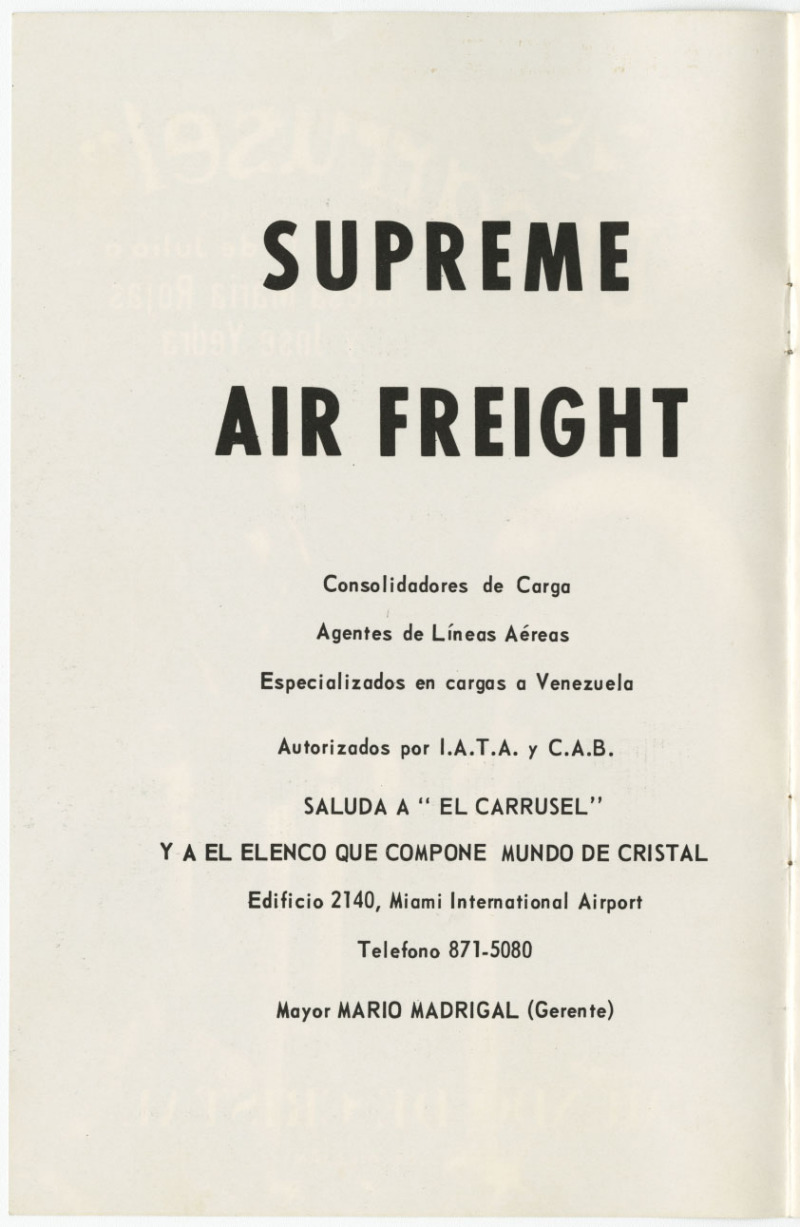 SUPREME
AIR FREIGHT
Consolidadores de Carga
Agentes de Líneas Aéreas
Especializados en cargas a Venezuela
Autorizados por I.A.T.A. y C.A.B.
SALUDA A “ EL CARRUSEL”
Y A EL ELENCO QUE COMPONE MUNDO DE CRISTAL
Edificio 2140, Miami International Airport
Telefono 871-5080
Mayor MARIO MADRIGAL (Gerente)